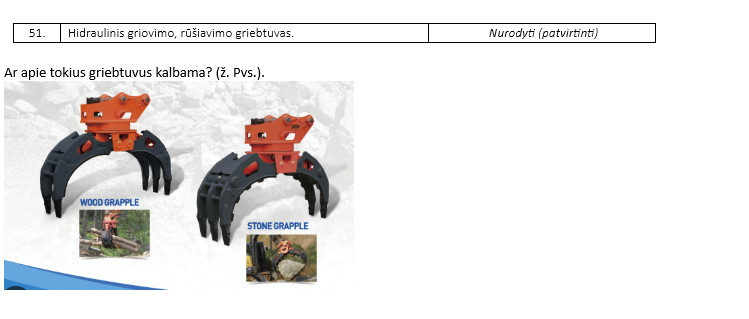 51. Hidraulinis griovimo, rūšiavimo griebtuvas. Nurodyti (patvirtinti)
Ar apie tokius griebtuvus kalbama? (ž. Pvs.).
WOOD GRAPPLE
STONE GRAPPLE